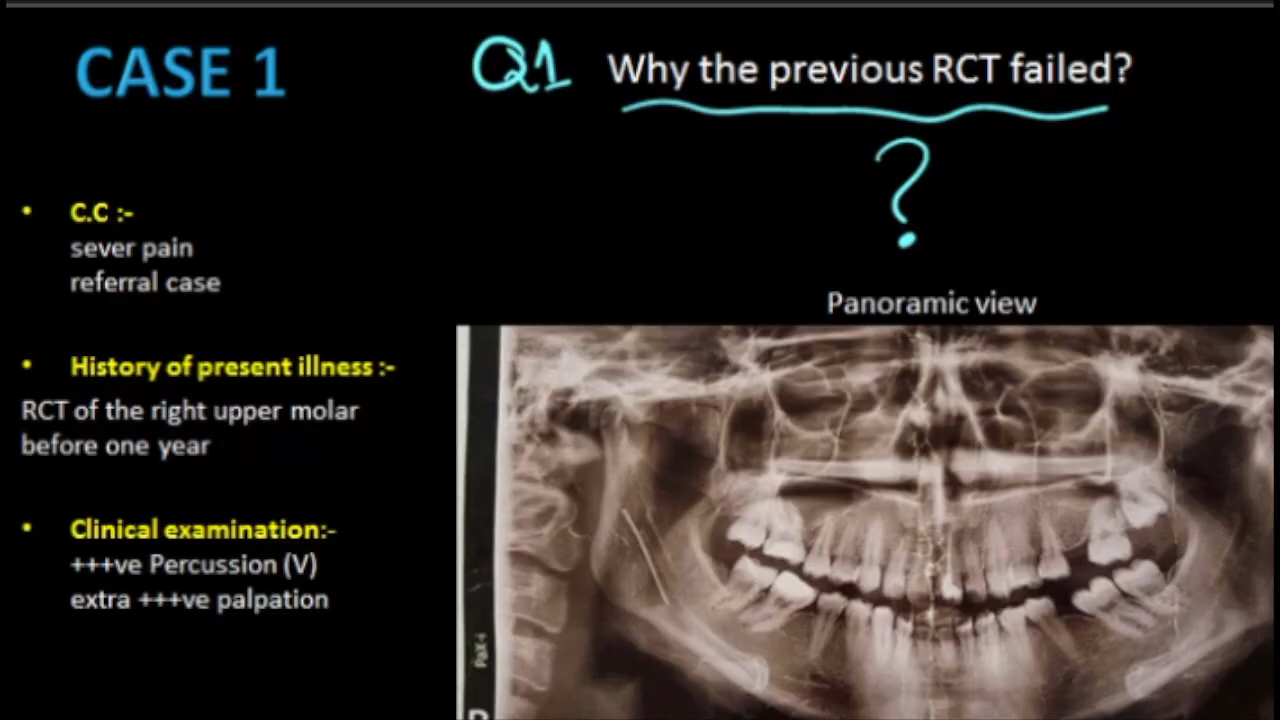 CASE 1
Q1 Why the previous RCT failed?
?
• C.C :-
sever pain
referral case
Panoramic view
• History of present illness :-
RCT of the right upper molar
before one year
• Clinical examination:-
+++ve Percussion (V)
extra +++ve palpation
PaX-i